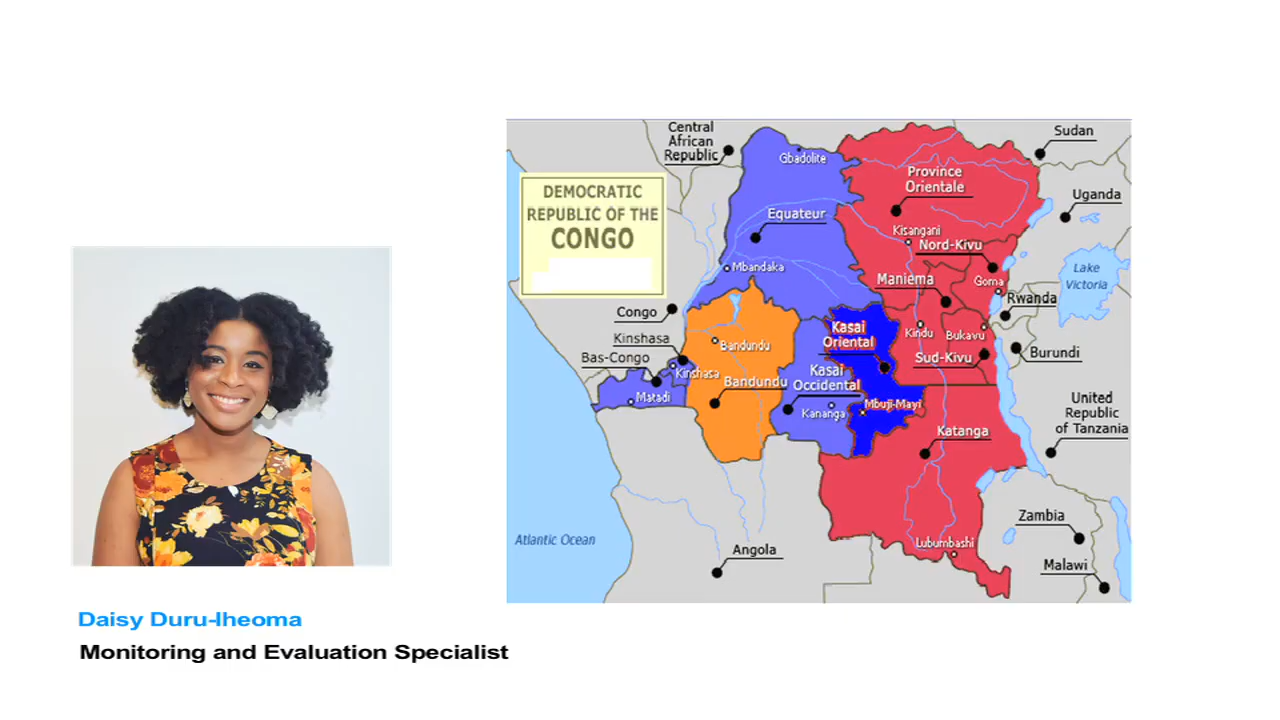 Central
African
Republic
Sudan
Gbadolite
DEMOCRATIC
REPUBLIC OF THE
CONGO
Province
Orientale
Uganda
Equateur
Kisangani
Nord-Kivu
Mbandaka
Maniema
Goma
Lake
Victoria
Rwanda
Congo
Kinshasa
Bas-Congo
Bandundu
Kasai
Oriental
Kindu
Bukavu
Sud-Kivu
Burundi
Kinshasa
Matadi
Bandundu
Kasai
Occidental
Kananga
Mbuji-Mayi
Katanga
United
Republic
of Tanzania
Atlantic Ocean
Angola
Lubumbashi
Zambia
Malawi
Daisy Duru-Iheoma
Monitoring and Evaluation Specialist